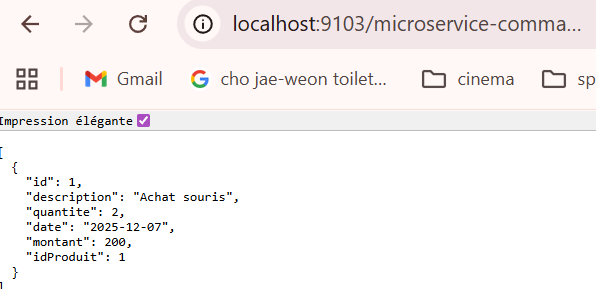 localhost:9103/microservice-comma...
Gmail
cho jae-weon toilet...
cinema
sp
Impression élégante
[
  {
    "id": 1,
    "description": "Achat souris",
    "quantite": 2,
    "date": "2025-12-07",
    "montant": 200,
    "idProduit": 1
  }
]